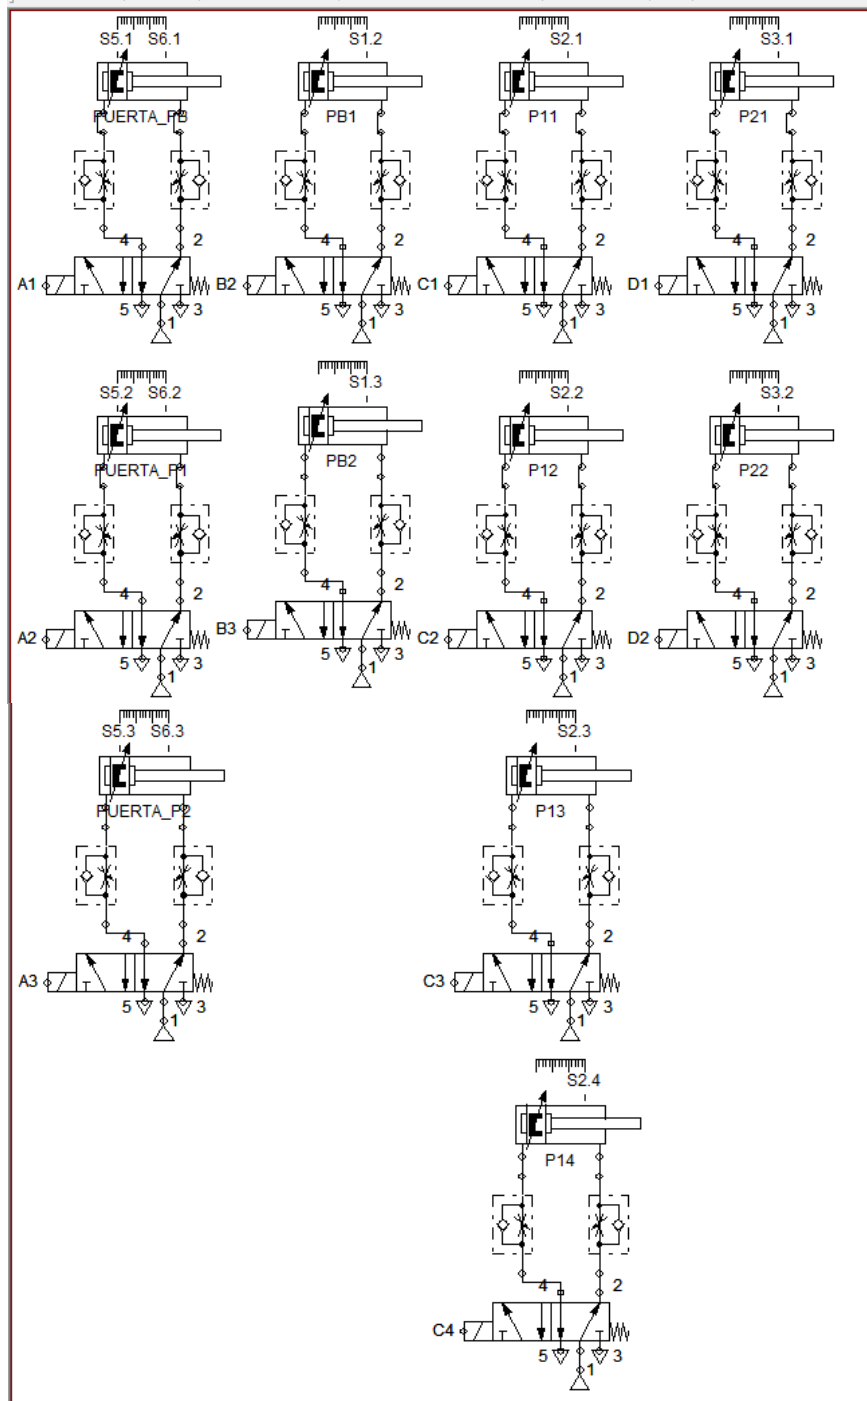 S5.1 S6.1 S1.2 S2.1 S3.1
PUERTA_PB PB1 P11 P21
4 2 4 2 4 2 4 2
A1 B2 C1 D1
5 3 5 3 5 3 5 3
1 1 1 1
S5.2 S6.2 S1.3 S2.2 S3.2
PUERTA_P1 PB2 P12 P22
4 2 4 2 4 2 4 2
A2 B3 C2 D2
5 3 5 3 5 3 5 3
1 1 1 1
S5.3 S6.3 S2.3
PUERTA_P2 P13
4 2 4 2
A3 C3
5 3 5 3
1 1
S2.4
P14
4 2
C4
5 3
1